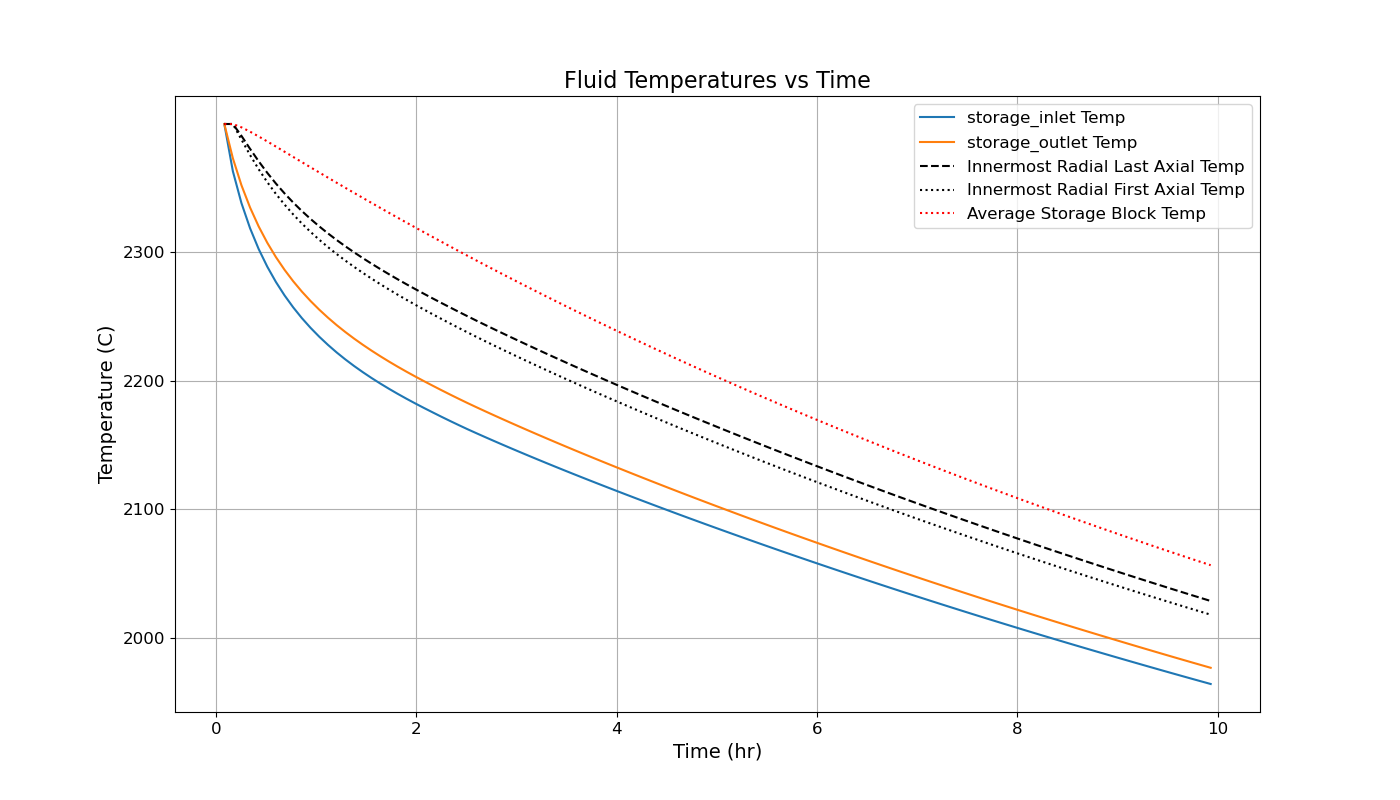 Fluid Temperatures vs Time
storage_inlet Temp
storage_outlet Temp
Innermost Radial Last Axial Temp
Innermost Radial First Axial Temp
Average Storage Block Temp
Temperature (C)
2300
2200
2100
2000
0 2 4 6 8 10
Time (hr)